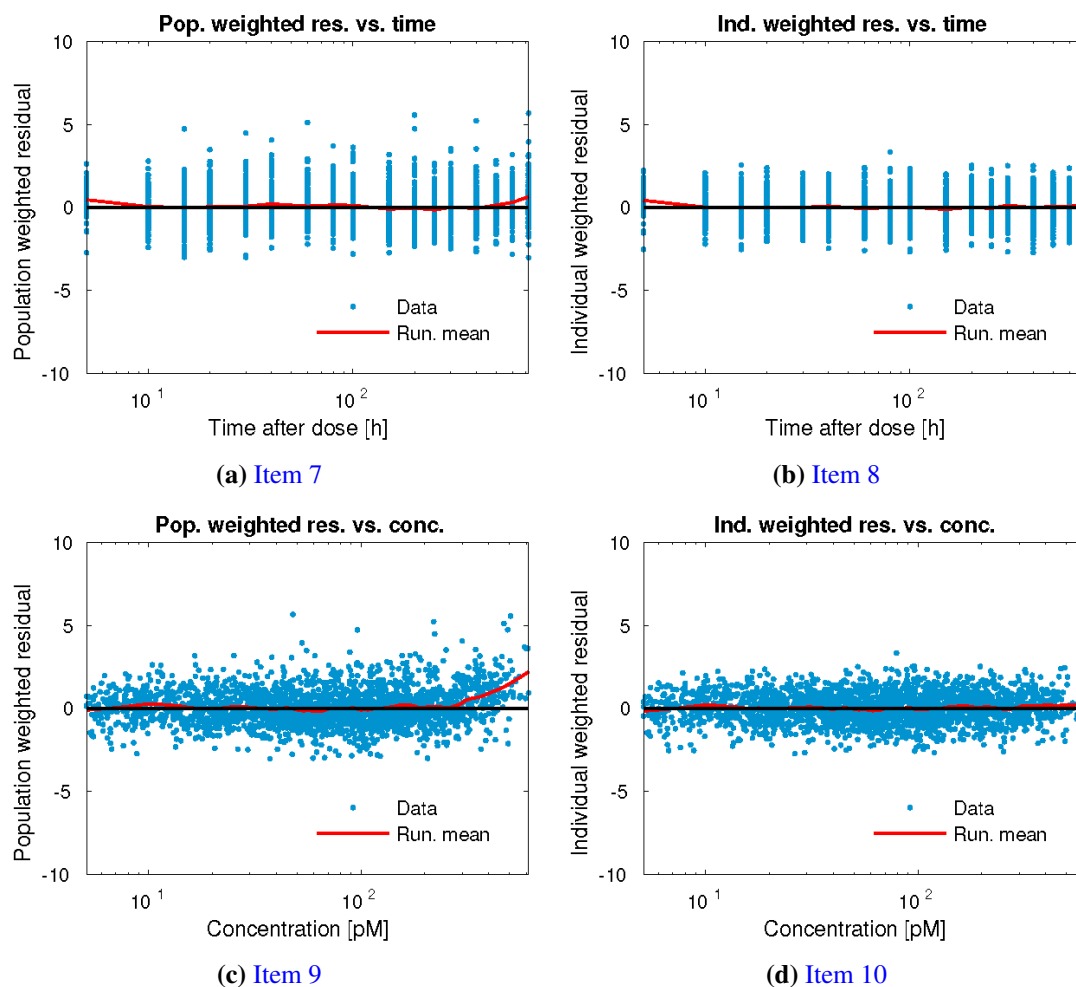 Pop. weighted res. vs. time
Population weighted residual
10
5
0
-5
-10
Data
Run. mean
10 1
10 2
Time after dose [h]
(a) Item 7
Ind. weighted res. vs. time
Individual weighted residual
10
5
0
-5
-10
Data
Run. mean
10 1
10 2
Time after dose [h]
(b) Item 8
Pop. weighted res. vs. conc.
Population weighted residual
10
5
0
-5
-10
Data
Run. mean
10 1
10 2
Concentration [pM]
(c) Item 9
Ind. weighted res. vs. conc.
Individual weighted residual
10
5
0
-5
-10
Data
Run. mean
10 1
10 2
Concentration [pM]
(d) Item 10